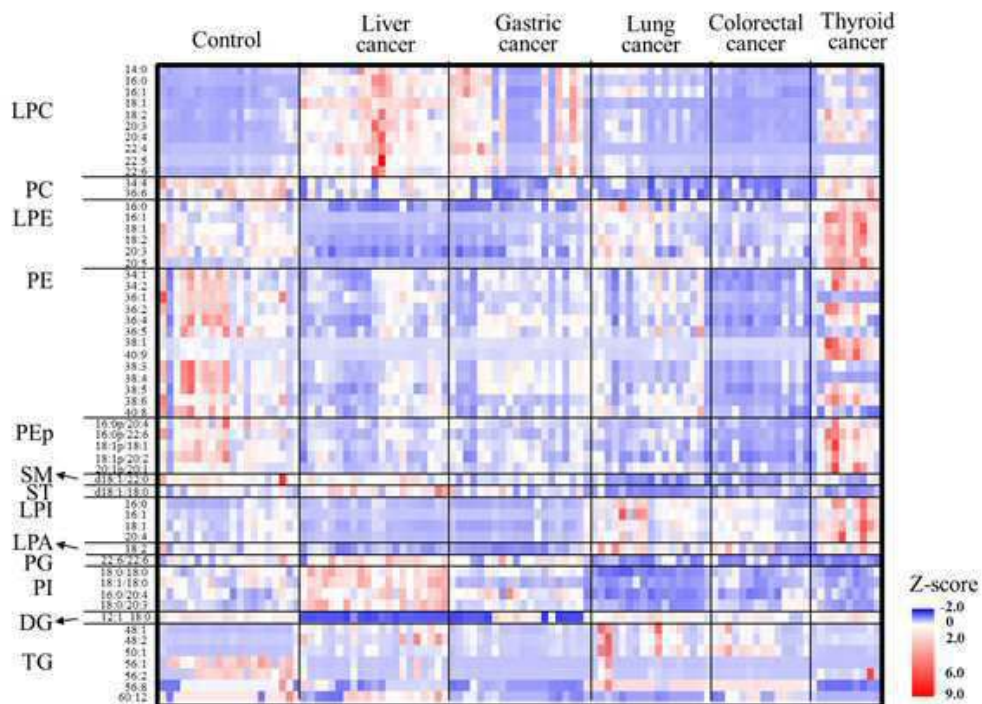 Control Liver cancer Gastric cancer Lung cancer Colorectal cancer Thyroid cancer
LPC
14:0
16:0
16:1
18:1
18:2
20:3
20:4
22:4
22:5
22:6
PC
34:4
36:6
LPE
16:0
16:1
18:1
18:2
20:3
20:5
PE
34:1
34:2
36:1
36:2
36:4
36:5
38:1
40:9
38:3
38:4
38:5
38:6
40:8
PEp
16:0p/20:4
16:0p/22:6
18:1p/18:1
18:1p/20:2
20:1p/20:1
SM
d18:1/22:0
ST
d18:1:18:0
LPI
16:0
16:1
18:1
20:4
LPA
18:2
PG
22:6/22:6
PI
18:0/18:0
18:1/18:0
16:0/20:4
18:0/20:3
DG
12:1 18:0
TG
48:1
48:2
50:1
56:1
56:2
56:8
60:12
Z-score
-2.0
0
2.0
6.0
9.0